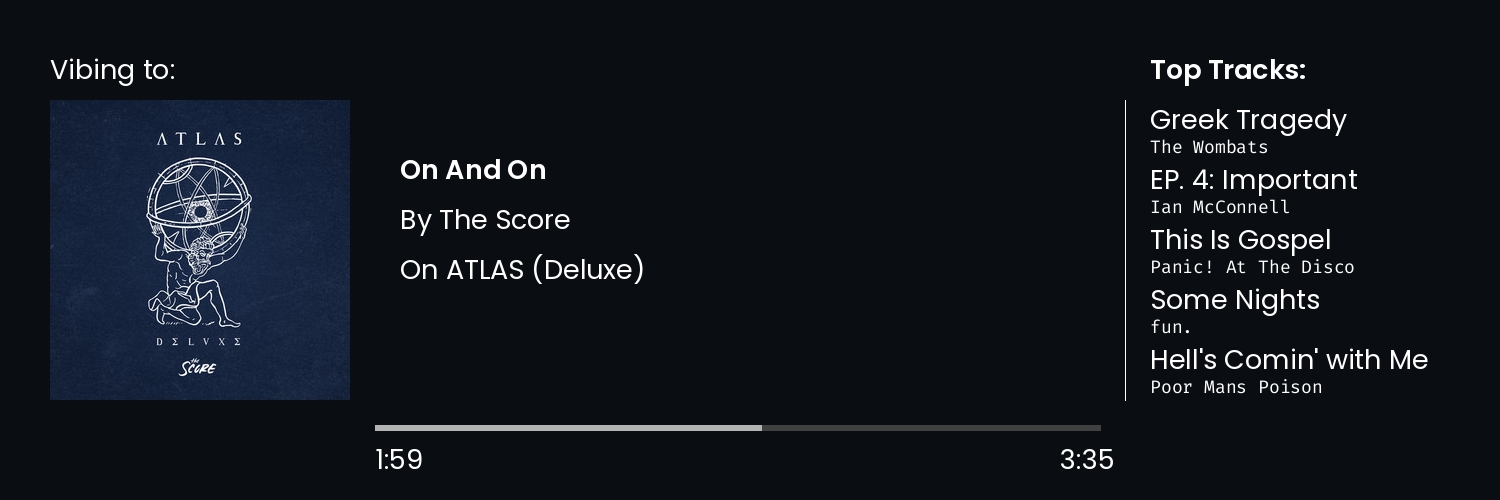 Vibing to:
ΛTLΛS
DΣLVXΣ
the
SCORE
On And On
By The Score
On ATLAS (Deluxe)
1:59
3:35
Top Tracks:
Greek Tragedy
The Wombats
EP. 4: Important
Ian McConnell
This Is Gospel
Panic! At The Disco
Some Nights
fun.
Hell's Comin' with Me
Poor Mans Poison